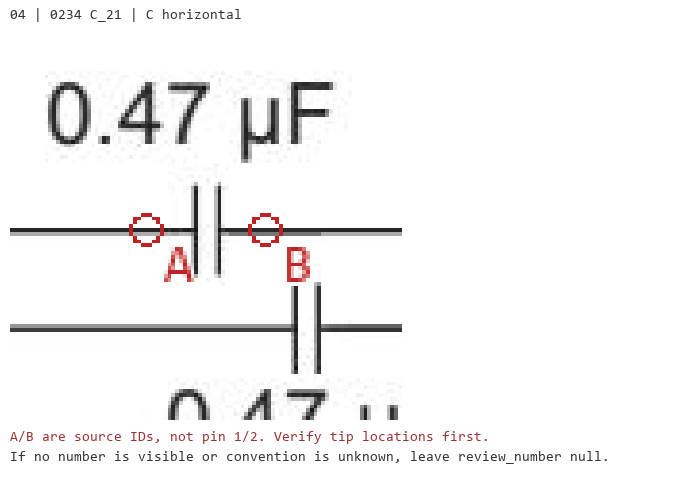 04 | 0234 C_21 | C horizontal
0.47 µF
A
B
A/B are source IDs, not pin 1/2. Verify tip locations first.
If no number is visible or convention is unknown, leave review_number null.